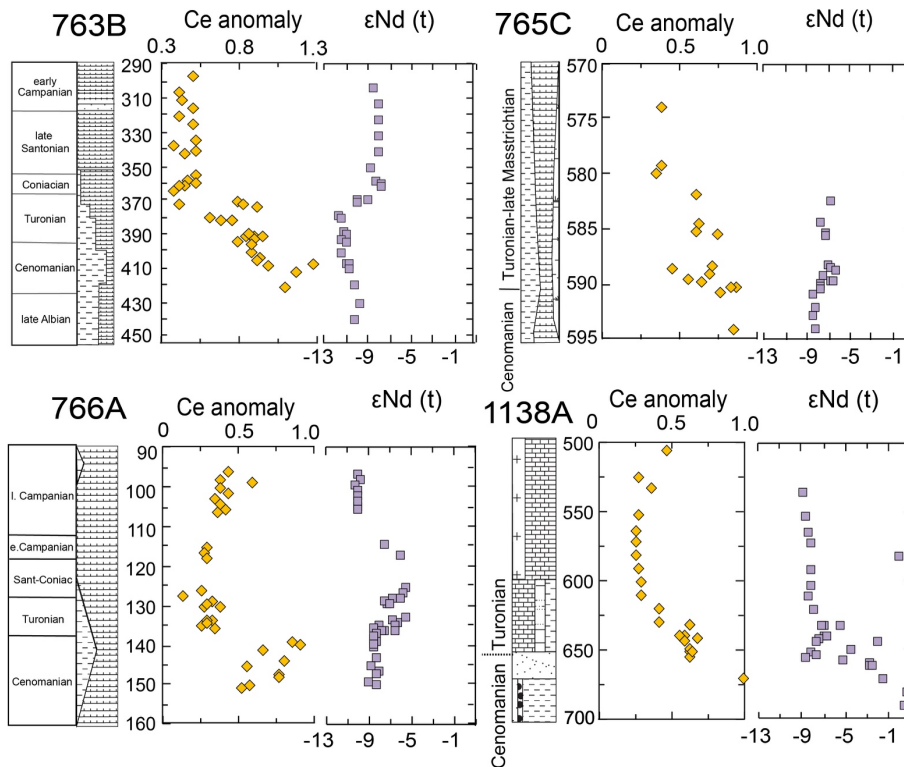 763B
Ce anomaly
εNd (t)
0.3 0.8 1.3
early
Campanian
late
Santonian
Coniacian
Turonian
Cenomanian
late Albian
290
310
330
350
370
390
410
430
450
-13 -9 -5 -1
765C
Ce anomaly
εNd (t)
0 0.5 1.0
Cenomanian
Turonian-late Masstrichtian
570
575
580
585
590
595
-13 -9 -5 -1
766A
Ce anomaly
εNd (t)
0 0.5 1.0
l. Campanian
e.Campanian
Sant-Coniac
Turonian
Cenomanian
90
100
110
120
130
140
150
160
-13 -9 -5 -1
1138A
Ce anomaly
εNd (t)
0 0.5 1.0
Cenomanian
Turonian
500
550
600
650
700
-13 -9 -5 -1